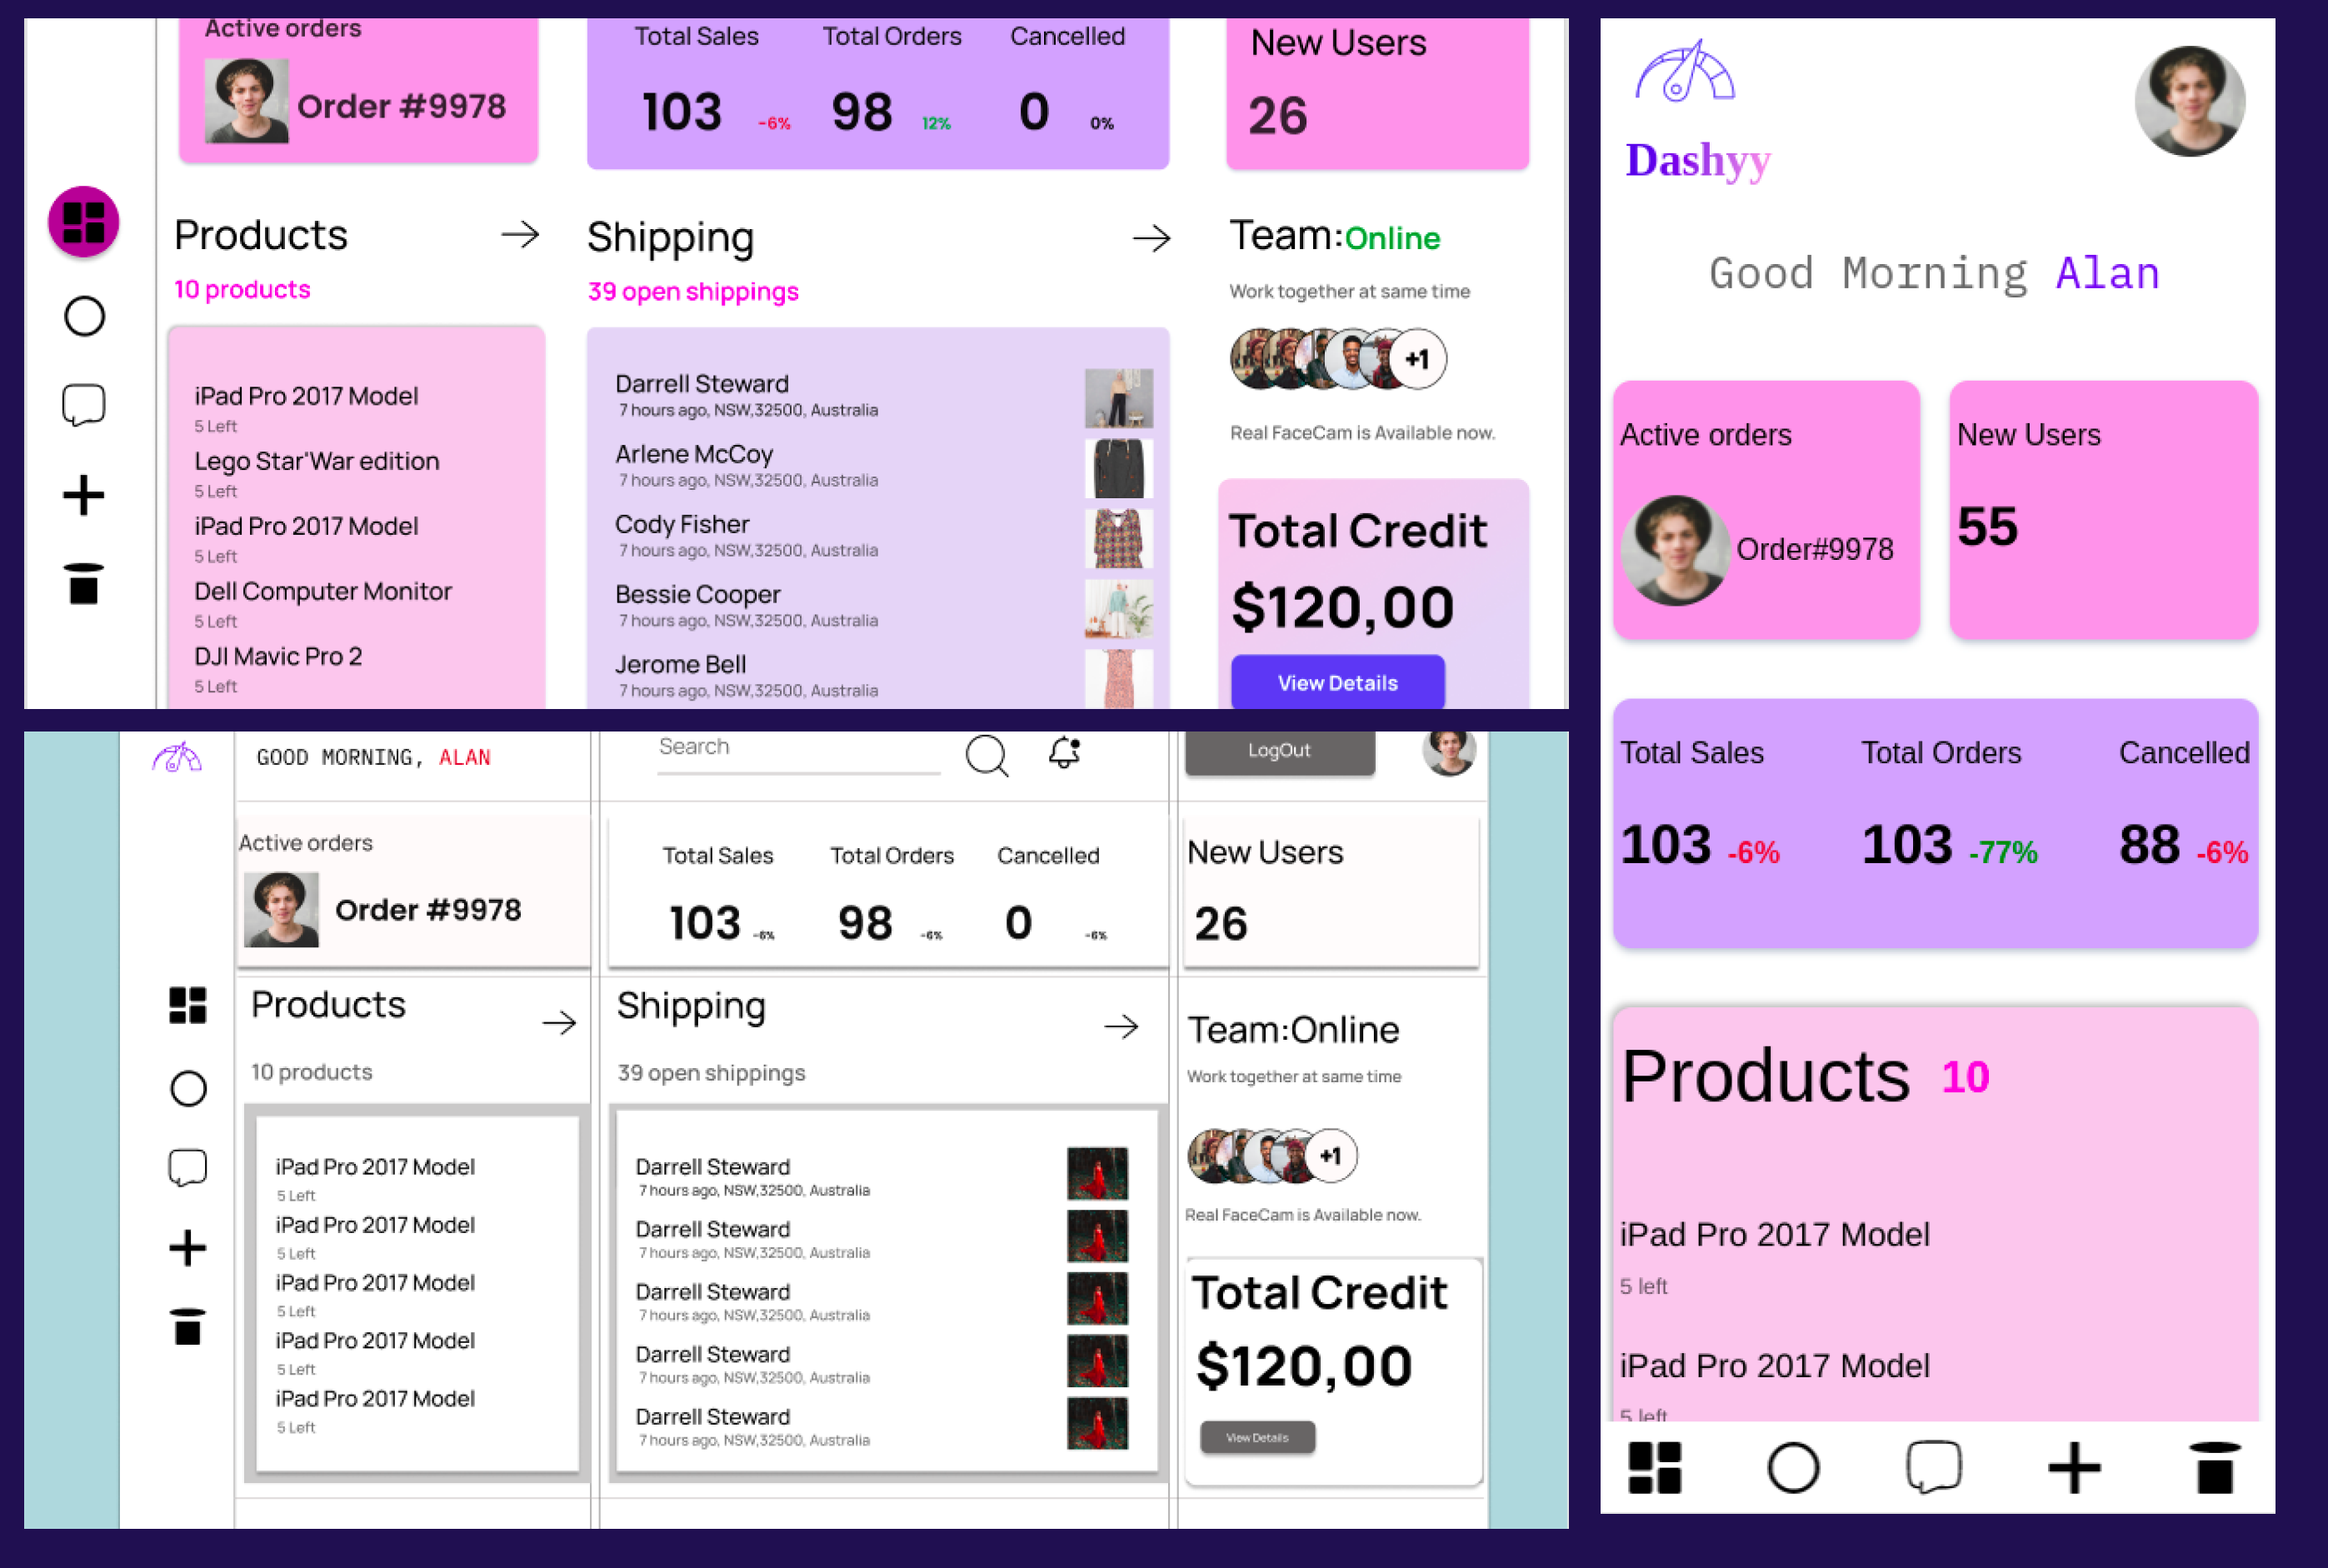 Active orders
Order #9978
Total Sales Total Orders Cancelled
103 -6% 98 12% 0 0%
New Users
26
Products
10 products
iPad Pro 2017 Model
5 Left
Lego Star'War edition
5 Left
iPad Pro 2017 Model
5 Left
Dell Computer Monitor
5 Left
DJI Mavic Pro 2
5 Left
Shipping
39 open shippings
Darrell Steward
7 hours ago, NSW,32500, Australia
Arlene McCoy
7 hours ago, NSW,32500, Australia
Cody Fisher
7 hours ago, NSW,32500, Australia
Bessie Cooper
7 hours ago, NSW,32500, Australia
Jerome Bell
7 hours ago, NSW,32500, Australia
Team:Online
Work together at same time
+1
Real FaceCam is Available now.
Total Credit
$120,00
View Details
GOOD MORNING, ALAN
Search
LogOut
Active orders
Order #9978
Total Sales Total Orders Cancelled
103 -6% 98 -6% 0 -6%
New Users
26
Products
10 products
iPad Pro 2017 Model
5 Left
iPad Pro 2017 Model
5 Left
iPad Pro 2017 Model
5 Left
iPad Pro 2017 Model
5 Left
iPad Pro 2017 Model
5 Left
Shipping
39 open shippings
Darrell Steward
7 hours ago, NSW,32500, Australia
Darrell Steward
7 hours ago, NSW,32500, Australia
Darrell Steward
7 hours ago, NSW,32500, Australia
Darrell Steward
7 hours ago, NSW,32500, Australia
Darrell Steward
7 hours ago, NSW,32500, Australia
Team:Online
Work together at same time
+1
Real FaceCam is Available now.
Total Credit
$120,00
View Details
Dashyy
Good Morning Alan
Active orders
Order#9978
New Users
55
Total Sales Total Orders Cancelled
103 -6% 103 -77% 88 -6%
Products 10
iPad Pro 2017 Model
5 left
iPad Pro 2017 Model
5 left